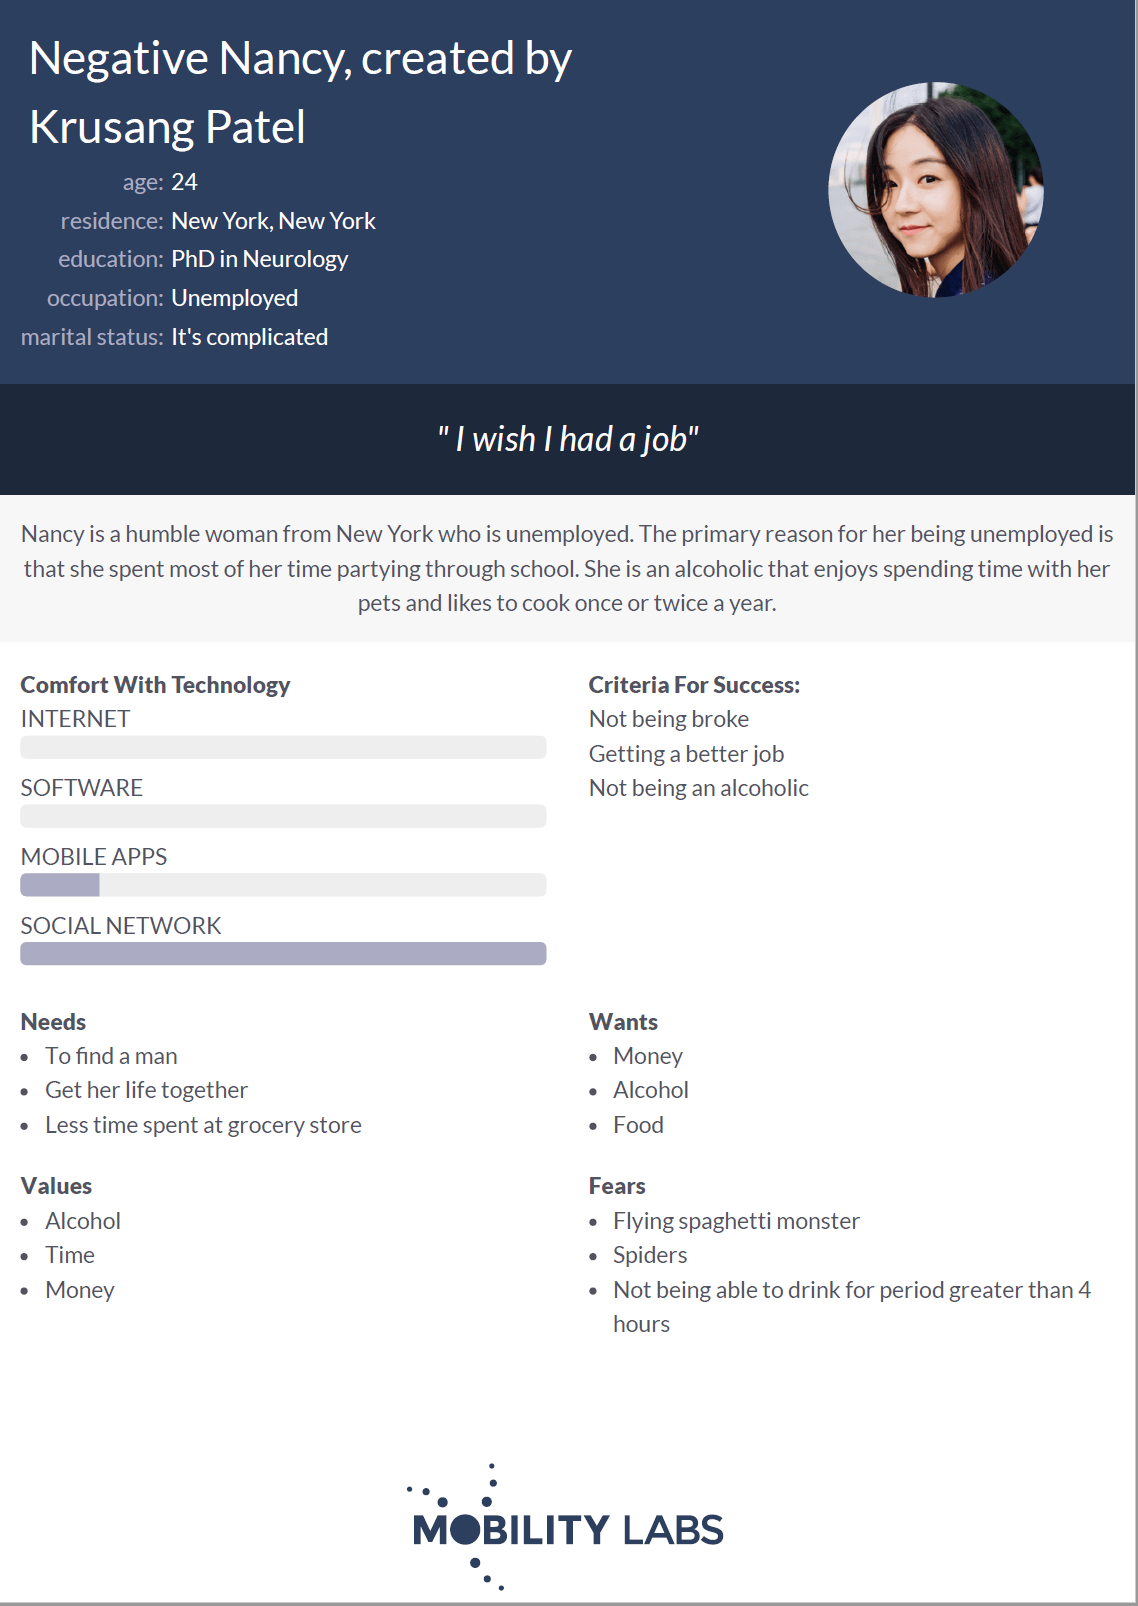 Negative Nancy, created by
Krusang Patel
age: 24
residence: New York, New York
education: PhD in Neurology
occupation: Unemployed
marital status: It's complicated
" I wish I had a job"
Nancy is a humble woman from New York who is unemployed. The primary reason for her being unemployed is
that she spent most of her time partying through school. She is an alcoholic that enjoys spending time with her
pets and likes to cook once or twice a year.
Comfort With Technology
INTERNET
SOFTWARE
MOBILE APPS
SOCIAL NETWORK
Criteria For Success:
Not being broke
Getting a better job
Not being an alcoholic
Needs
• To find a man
• Get her life together
• Less time spent at grocery store
Wants
• Money
• Alcohol
• Food
Values
• Alcohol
• Time
• Money
Fears
• Flying spaghetti monster
• Spiders
• Not being able to drink for period greater than 4
hours
MOBILITY LABS